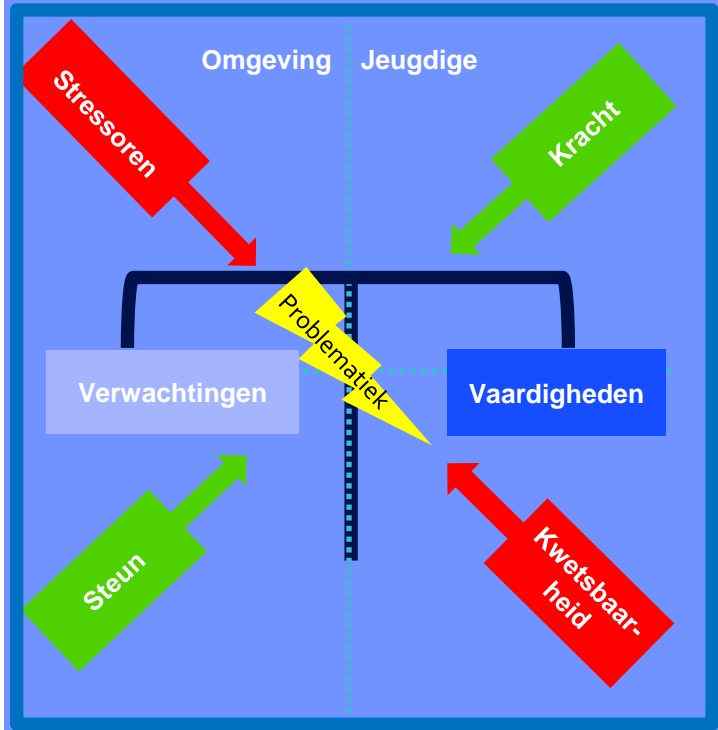 Omgeving Jeugdige
Stressoren
Kracht
Problematiek
Verwachtingen
Vaardigheden
Steun
Kwetsbaar-
heid